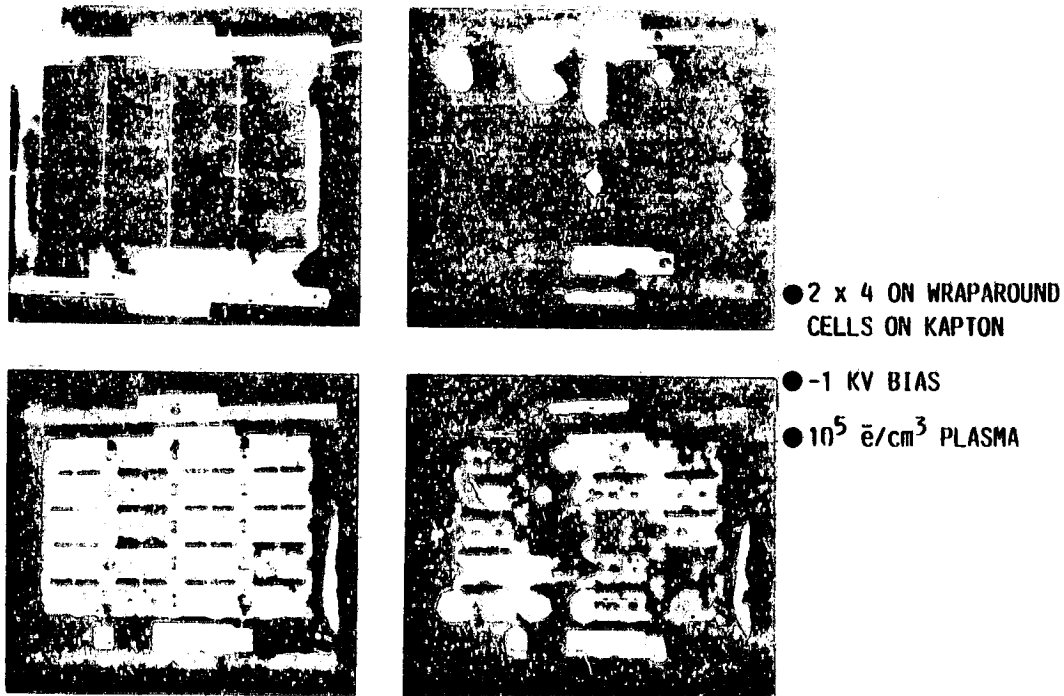 ● 2 x 4 ON WRAPAROUND
CELLS ON KAPTON
● -1 KV BIAS
● 10⁵ ē/cm³ PLASMA